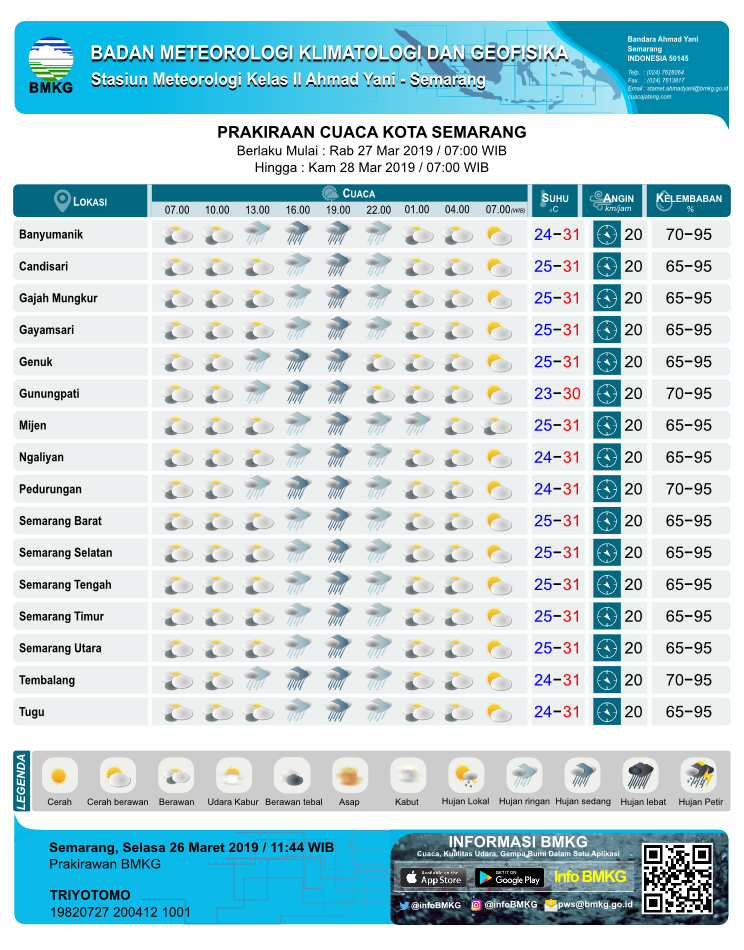 BMKG
BADAN METEOROLOGI KLIMATOLOGI DAN GEOFISIKA
Stasiun Meteorologi Kelas II Ahmad Yani - Semarang
Bandara Ahmad Yani
Semarang
INDONESIA 50145
Telp. : (024) 7626064
Fax. : (024) 7613817
Email : stamet.ahmadyani@bmkg.go.id
cuacajateng.com
PRAKIRAAN CUACA KOTA SEMARANG
Berlaku Mulai : Rab 27 Mar 2019 / 07:00 WIB
Hingga : Kam 28 Mar 2019 / 07:00 WIB
LOKASI CUACA SUHU °C ANGIN km/jam KELEMBABAN %
07.00 10.00 13.00 16.00 19.00 22.00 01.00 04.00 07.00 (WIB)
Banyumanik 24-31 20 70-95
Candisari 25-31 20 65-95
Gajah Mungkur 25-31 20 65-95
Gayamsari 25-31 20 65-95
Genuk 25-31 20 65-95
Gunungpati 23-30 20 70-95
Mijen 25-31 20 65-95
Ngaliyan 24-31 20 65-95
Pedurungan 24-31 20 70-95
Semarang Barat 25-31 20 65-95
Semarang Selatan 25-31 20 65-95
Semarang Tengah 25-31 20 65-95
Semarang Timur 25-31 20 65-95
Semarang Utara 25-31 20 65-95
Tembalang 24-31 20 70-95
Tugu 24-31 20 65-95
LEGENDA
Cerah Cerah berawan Berawan Udara Kabur Berawan tebal Asap Kabut Hujan Lokal Hujan ringan Hujan sedang Hujan lebat Hujan Petir
Semarang, Selasa 26 Maret 2019 / 11:44 WIB
Prakirawan BMKG
TRIYOTOMO
19820727 200412 1001
INFORMASI BMKG
Cuaca, Kualitas Udara, Gempa Bumi Dalam Satu Aplikasi
Available on the App Store
GET IT ON Google Play
Info BMKG
@infoBMKG @infoBMKG pws@bmkg.go.id